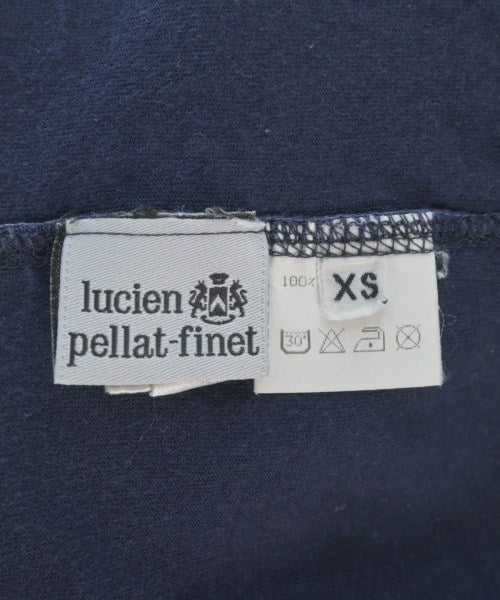 lucien
pellat-finet
100%
XS
30°